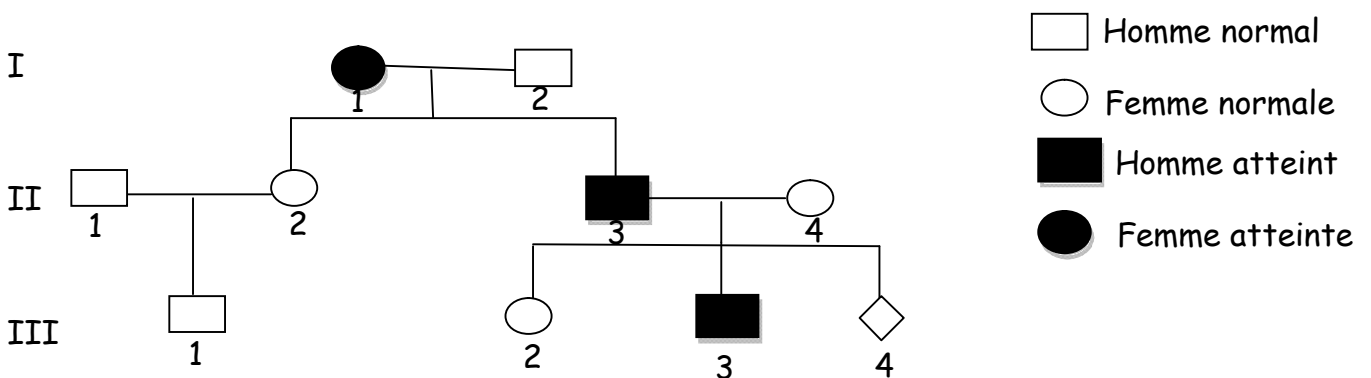 I
1 2
II
1 2 3 4
III
1 2 3 4
Homme normal
Femme normale
Homme atteint
Femme atteinte